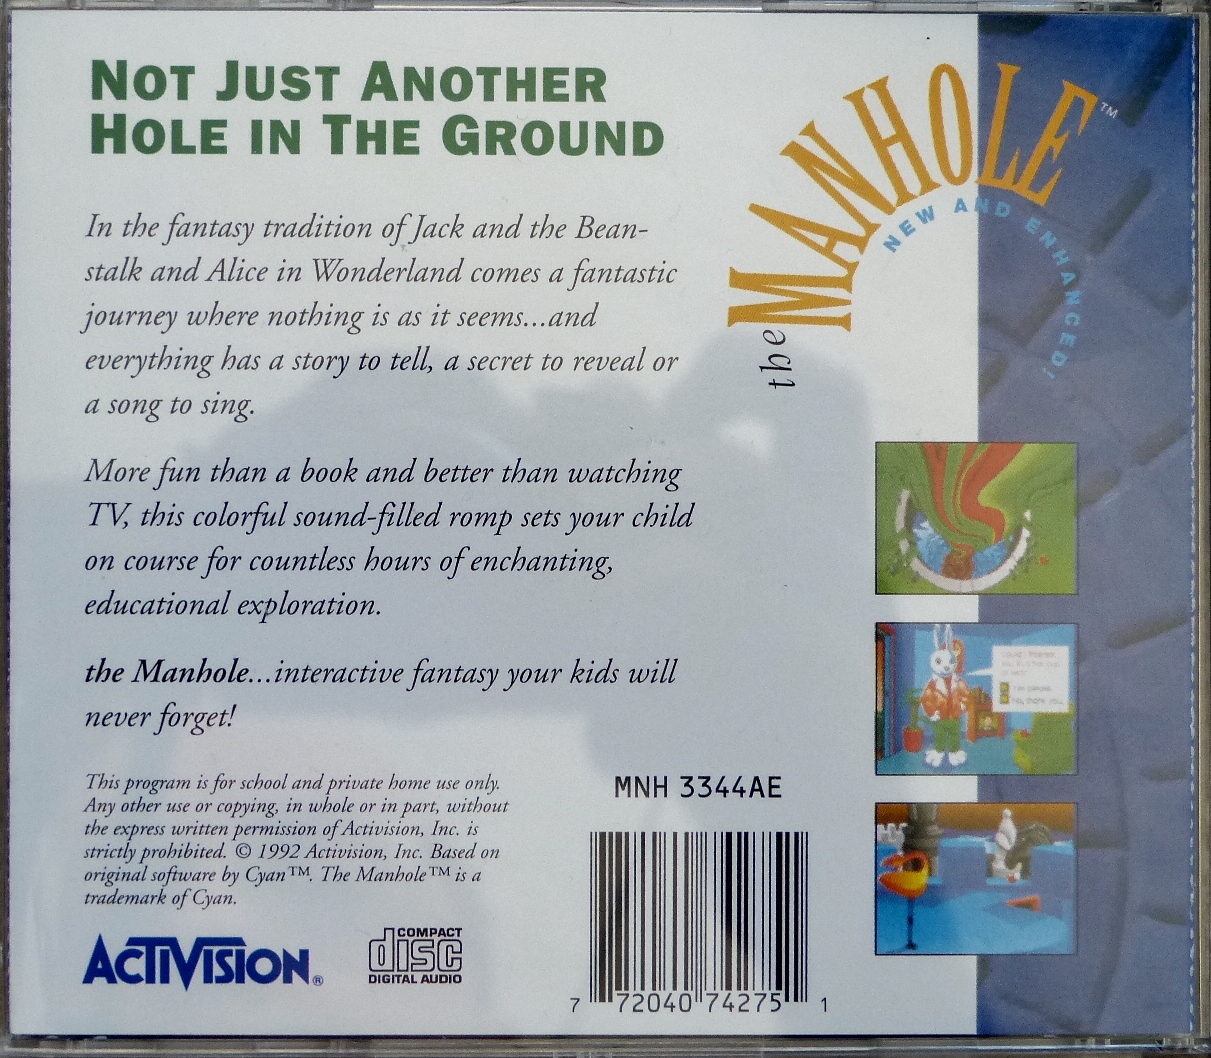 NOT JUST ANOTHER
HOLE IN THE GROUND
In the fantasy tradition of Jack and the Bean-
stalk and Alice in Wonderland comes a fantastic
journey where nothing is as it seems...and
everything has a story to tell, a secret to reveal or
a song to sing.
More fun than a book and better than watching
TV, this colorful sound-filled romp sets your child
on course for countless hours of enchanting,
educational exploration.
the Manhole...interactive fantasy your kids will
never forget!
This program is for school and private home use only.
Any other use or copying, in whole or in part, without
the express written permission of Activision, Inc. is
strictly prohibited. © 1992 Activision, Inc. Based on
original software by Cyan™. The Manhole™ is a
trademark of Cyan.
ACTIVISION®
COMPACT
disc
DIGITAL AUDIO
MNH 3344AE
7 72040 74275 1
the MANHOLE™
NEW AND ENHANCED!